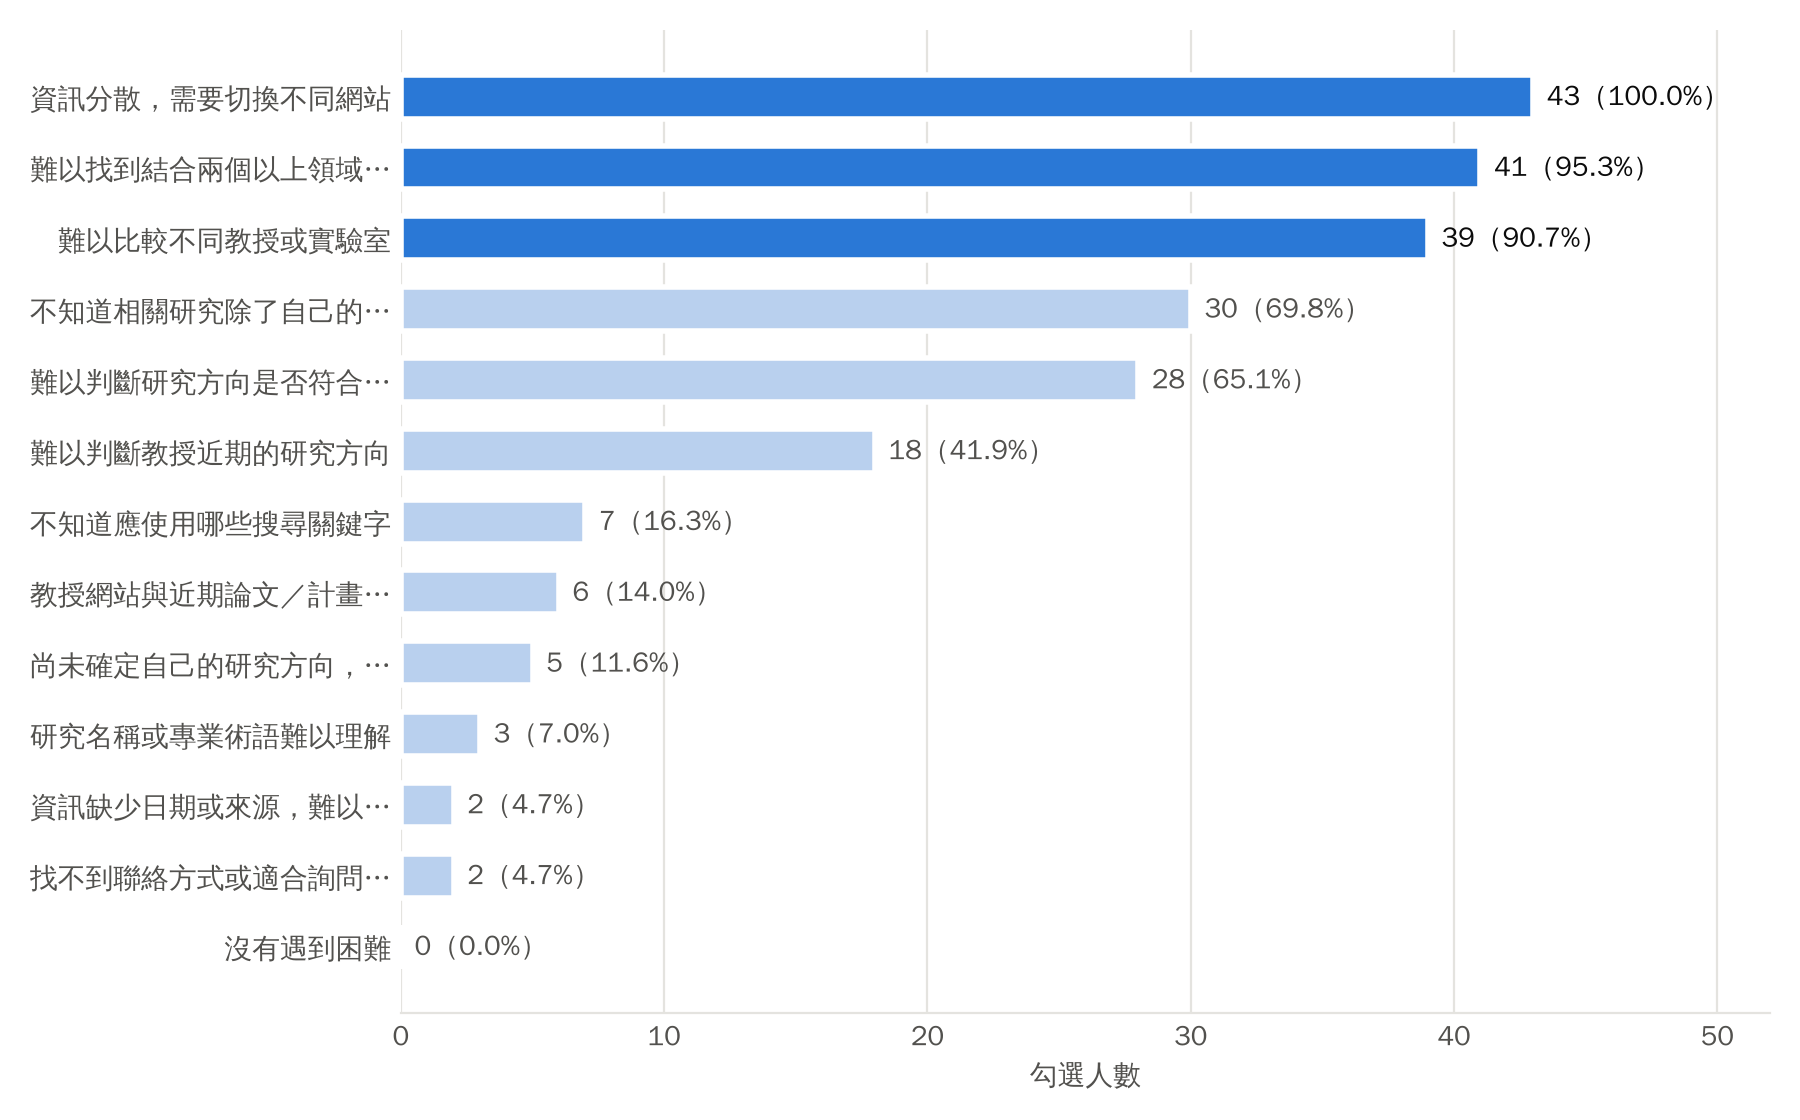 資訊分散，需要切換不同網站 43（100.0%）
難以找到結合兩個以上領域… 41（95.3%）
難以比較不同教授或實驗室 39（90.7%）
不知道相關研究除了自己的… 30（69.8%）
難以判斷研究方向是否符合… 28（65.1%）
難以判斷教授近期的研究方向 18（41.9%）
不知道應使用哪些搜尋關鍵字 7（16.3%）
教授網站與近期論文／計畫… 6（14.0%）
尚未確定自己的研究方向，… 5（11.6%）
研究名稱或專業術語難以理解 3（7.0%）
資訊缺少日期或來源，難以… 2（4.7%）
找不到聯絡方式或適合詢問… 2（4.7%）
沒有遇到困難 0（0.0%）
0 10 20 30 40 50
勾選人數